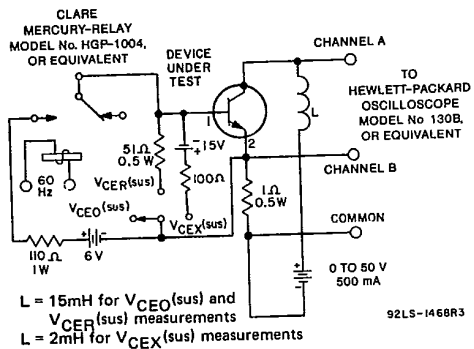 CLARE
MERCURY-RELAY
MODEL No. HGP-1004,
OR EQUIVALENT
DEVICE
UNDER
TEST
CHANNEL A
TO
HEWLETT-PACKARD
OSCILLOSCOPE
MODEL No 130B,
OR EQUIVALENT
L
1
2
51Ω
0.5 W
-15V
+
100Ω
CHANNEL B
60
Hz
VCER(sus)
VCEO(sus)
VCEX(sus)
1Ω
0.5W
COMMON
110
Ω
1W
+ -
6V
+
-
0 TO 50 V
500 mA
L = 15mH for VCEO(sus) and
VCER(sus) measurements
L = 2mH for VCEX(sus) measurements
92LS-1468R3